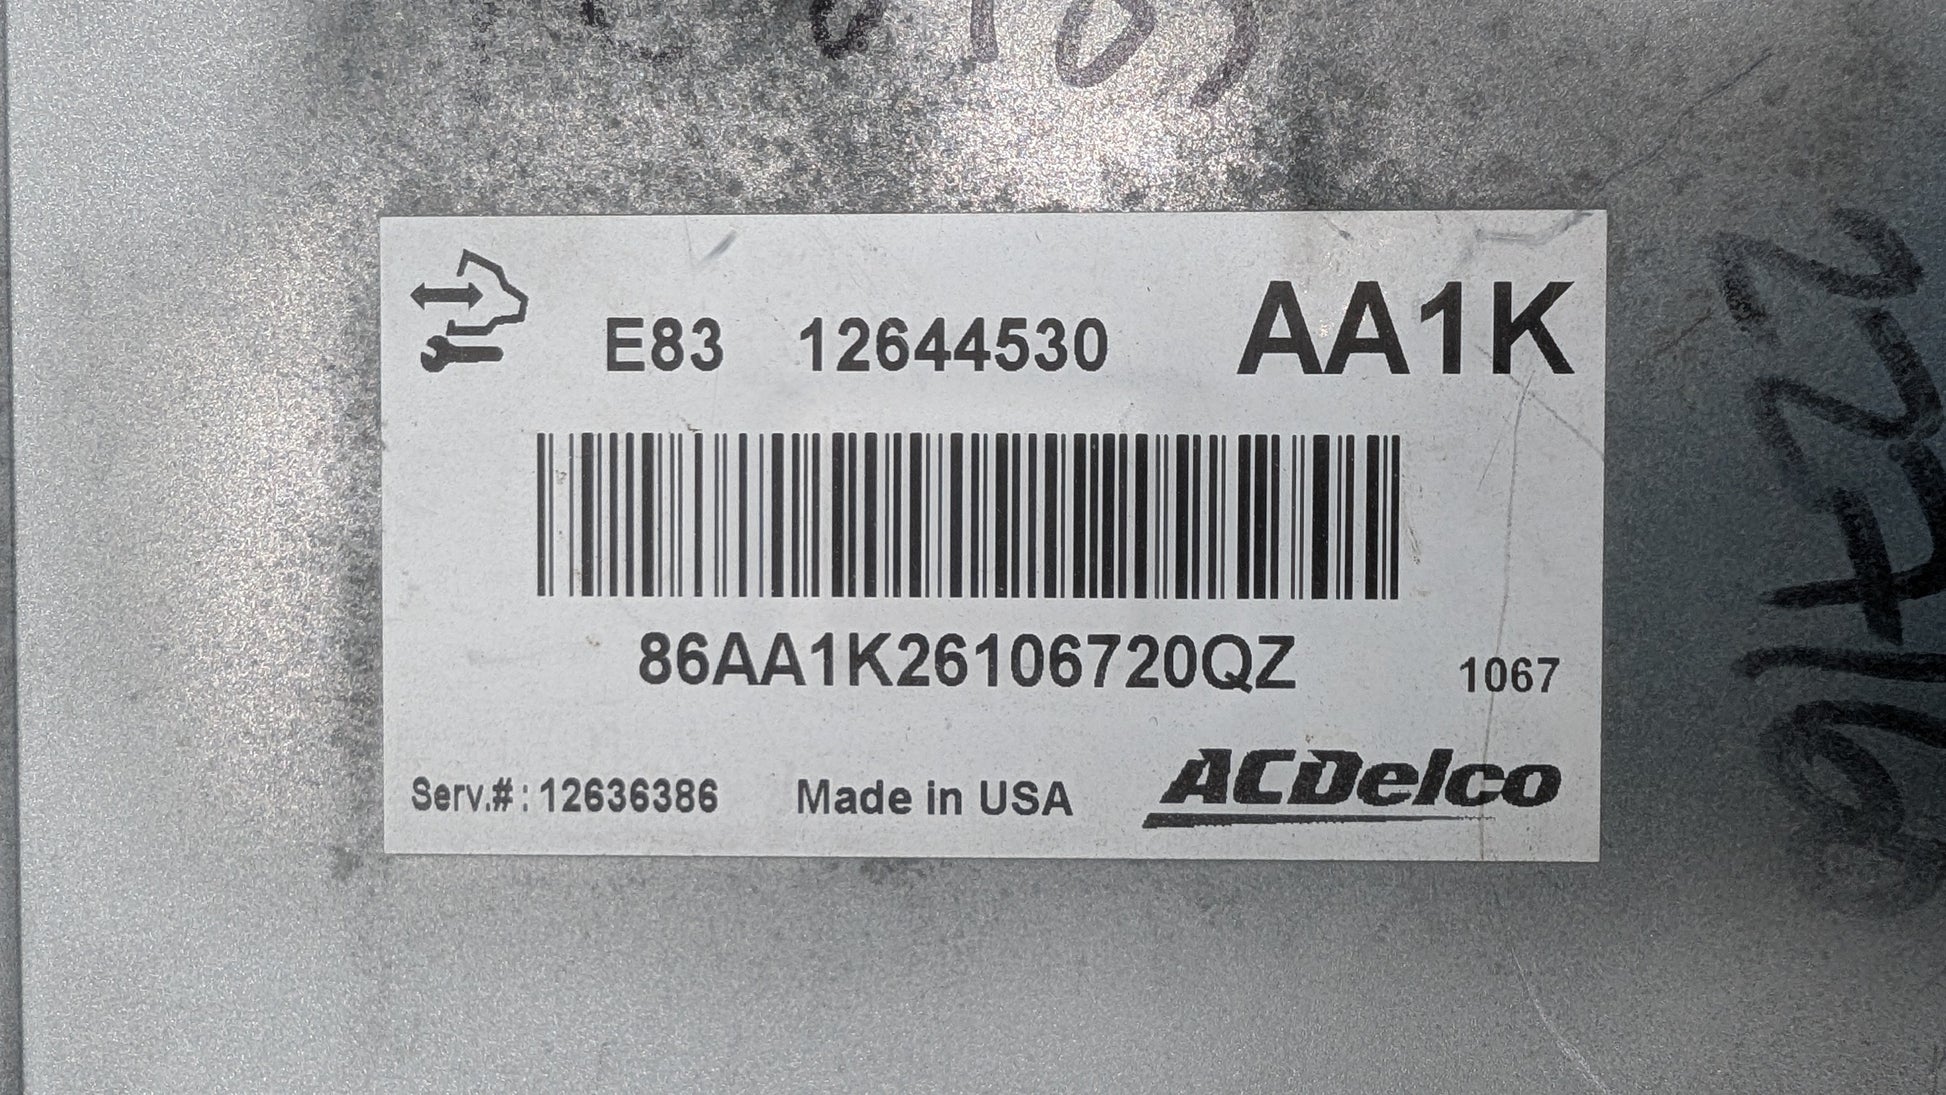 E83 12644530 AA1K
86AA1K26106720QZ
1067
Serv.#: 12636386 Made in USA ACDelco